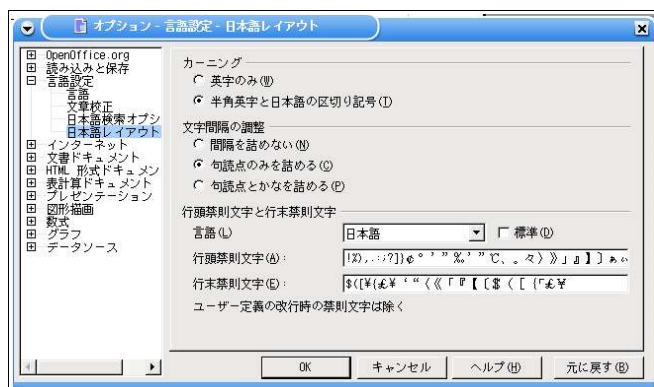 オプション - 言語設定 - 日本語レイアウト
OpenOffice.org
読み込みと保存
言語設定
言語
文章校正
日本語検索オプシ
日本語レイアウト
インターネット
文書ドキュメント
HTML 形式ドキュメン
表計算ドキュメント
プレゼンテーション
図形描画
数式
グラフ
データソース
カーニング
英字のみ(W)
半角英字と日本語の区切り記号(I)
文字間隔の調整
間隔を詰めない(N)
句読点のみを詰める(C)
句読点とかなを詰める(P)
行頭禁則文字と行末禁則文字
言語(L) 日本語 標準(D)
行頭禁則文字(A):
行末禁則文字(E):
ユーザー定義の改行時の禁則文字は除く
OK キャンセル ヘルプ(H) 元に戻す(B)